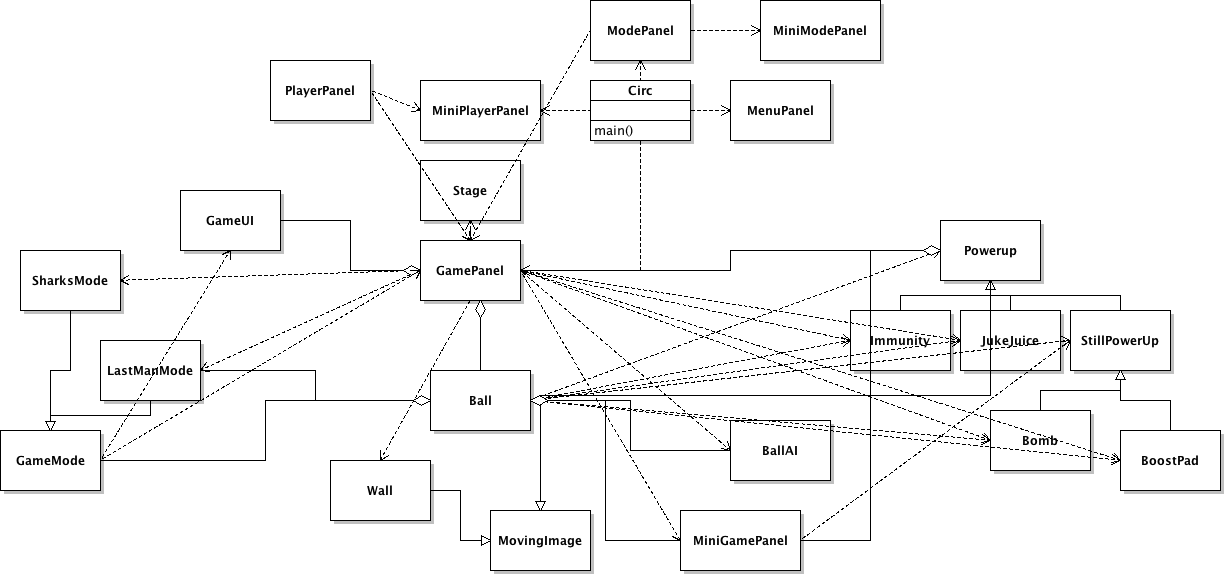 ModePanel
MiniModePanel
PlayerPanel
MiniPlayerPanel
Circ
main()
MenuPanel
Stage
GameUI
GamePanel
Powerup
SharksMode
LastManMode
Immunity
JukeJuice
StillPowerUp
Ball
GameMode
Wall
BallAI
Bomb
BoostPad
MovingImage
MiniGamePanel